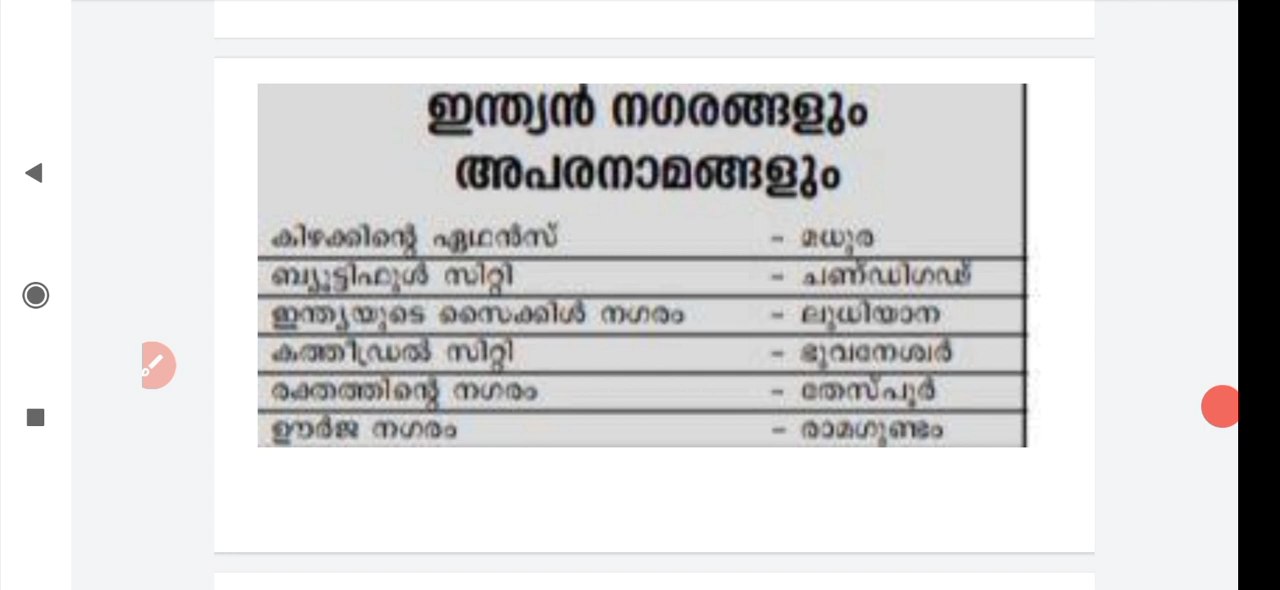 ഇന്ത്യൻ നഗരങ്ങളും
അപരനാമങ്ങളും
കിഴക്കിന്റെ ഏഥൻസ് - മധുര
ബ്യൂട്ടിഫുൾ സിറ്റി - ചണ്ഡിഗഢ്
ഇന്ത്യയുടെ സൈക്കിൾ നഗരം - ലുധിയാന
കത്തീഡ്രൽ സിറ്റി - ഭുവനേശ്വർ
രക്തത്തിന്റെ നഗരം - തേസ്പൂർ
ഊർജ നഗരം - രാമഗുണ്ടം